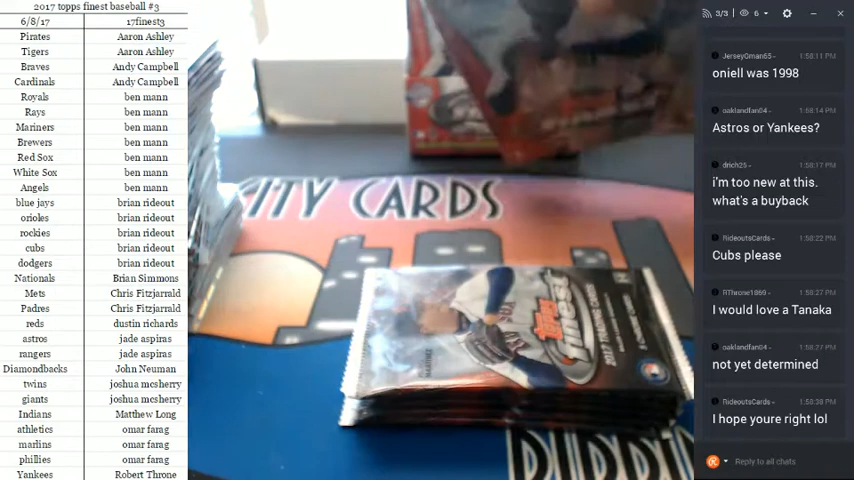 2017 topps finest baseball #3
6/8/17 17finest3
Pirates Aaron Ashley
Tigers Aaron Ashley
Braves Andy Campbell
Cardinals Andy Campbell
Royals ben mann
Rays ben mann
Mariners ben mann
Brewers ben mann
Red Sox ben mann
White Sox ben mann
Angels ben mann
blue jays brian rideout
orioles brian rideout
rockies brian rideout
cubs brian rideout
dodgers brian rideout
Nationals Brian Simmons
Mets Chris Fitzjarrald
Padres Chris Fitzjarrald
reds dustin richards
astros jade aspiras
rangers jade aspiras
Diamondbacks John Neuman
twins joshua mcsherry
giants joshua mcsherry
Indians Matthew Long
athletics omar farag
marlins omar farag
phillies omar farag
Yankees Robert Throne
CITY CARDS
topps
finest
2017 TRADING CARDS
3/3 6
JerseyGman65 1:58:11 PM
oniell was 1998
oaklandfan04 1:58:14 PM
Astros or Yankees?
drich25 1:58:17 PM
i'm too new at this.
what's a buyback
RideoutsCards 1:58:22 PM
Cubs please
RThrose1869 1:58:27 PM
I would love a Tanaka
oaklandfan04 1:58:27 PM
not yet determined
RideoutsCards 1:58:38 PM
I hope youre right lol
Reply to all chats